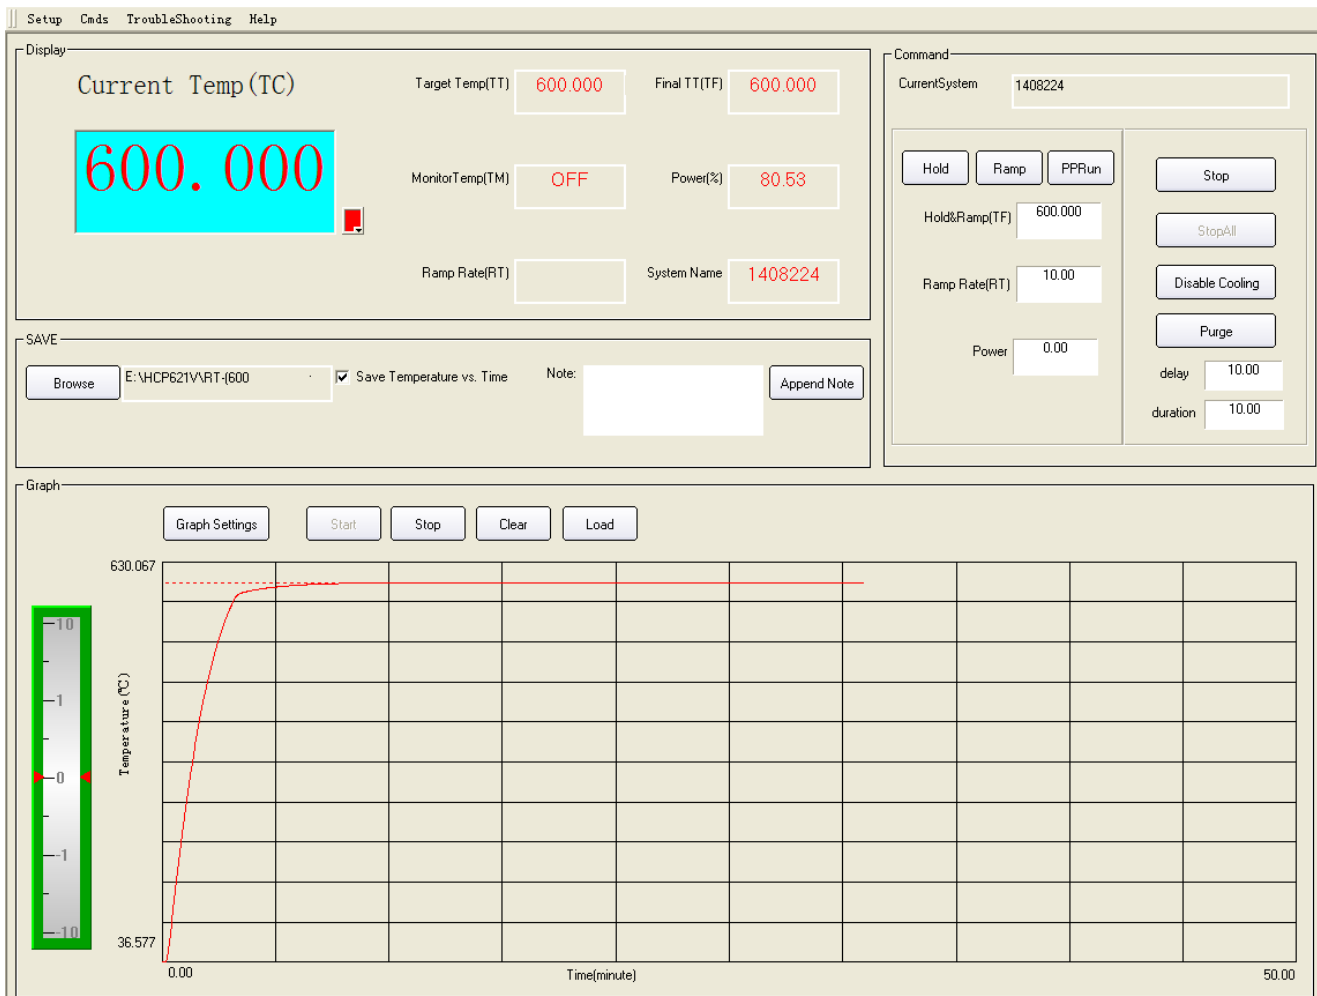 Setup Cmds TroubleShooting Help
Display
Current Temp(TC)
600.000
Target Temp(TT) 600.000 Final TT(TF) 600.000
MonitorTemp(TM) OFF Power(%) 80.53
Ramp Rate(RT) System Name 1408224
Command
CurrentSystem 1408224
Hold Ramp PPRun
Hold&Ramp(TF) 600.000
Ramp Rate(RT) 10.00
Power 0.00
Stop
StopAll
Disable Cooling
Purge
delay 10.00
duration 10.00
SAVE
Browse E:\HCP621V\RT-(600 Save Temperature vs. Time Note: Append Note
Graph
Graph Settings Start Stop Clear Load
10
1
0
-1
-10
630.067
Temperature(℃)
36.577
0.00 Time(minute) 50.00